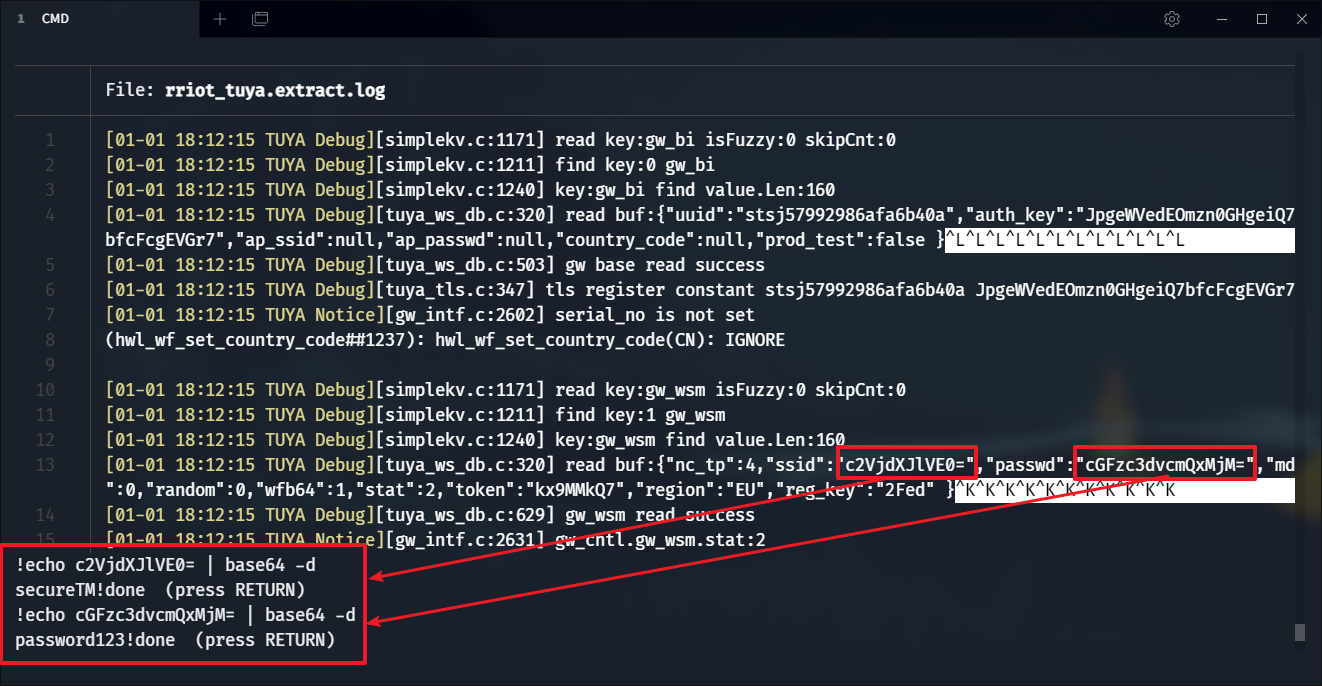 1 CMD
File: rriot_tuya.extract.log
1 [01-01 18:12:15 TUYA Debug][simplekv.c:1171] read key:gw_bi isFuzzy:0 skipCnt:0
2 [01-01 18:12:15 TUYA Debug][simplekv.c:1211] find key:0 gw_bi
3 [01-01 18:12:15 TUYA Debug][simplekv.c:1240] key:gw_bi find value.Len:160
4 [01-01 18:12:15 TUYA Debug][tuya_ws_db.c:320] read buf:{"uuid":"stsj57992986afa6b40a","auth_key":"JpgeWVedEOmzn0GHgeiQ7
bfcFcgEVGr7","ap_ssid":null,"ap_passwd":null,"country_code":null,"prod_test":false }^L^L^L^L^L^L^L^L^L^L^L^L
5 [01-01 18:12:15 TUYA Debug][tuya_ws_db.c:503] gw base read success
6 [01-01 18:12:15 TUYA Debug][tuya_tls.c:347] tls register constant stsj57992986afa6b40a JpgeWVedEOmzn0GHgeiQ7bfcFcgEVGr7
7 [01-01 18:12:15 TUYA Notice][gw_intf.c:2602] serial_no is not set
8 (hwl_wf_set_country_code##1237): hwl_wf_set_country_code(CN): IGNORE
9
10 [01-01 18:12:15 TUYA Debug][simplekv.c:1171] read key:gw_wsm isFuzzy:0 skipCnt:0
11 [01-01 18:12:15 TUYA Debug][simplekv.c:1211] find key:1 gw_wsm
12 [01-01 18:12:15 TUYA Debug][simplekv.c:1240] key:gw_wsm find value.Len:160
13 [01-01 18:12:15 TUYA Debug][tuya_ws_db.c:320] read buf:{"nc_tp":4,"ssid":"c2VjdXJlVE0=","passwd":"cGFzc3dvcmQxMjM=","md
":0,"random":0,"wfb64":1,"stat":2,"token":"kx9MMkQ7","region":"EU","reg_key":"2Fed" }^K^K^K^K^K^K^K^K^K^K^K
14 [01-01 18:12:15 TUYA Debug][tuya_ws_db.c:629] gw_wsm read success
15 [01-01 18:12:15 TUYA Notice][gw_intf.c:2631] gw_cntl.gw_wsm.stat:2
!echo c2VjdXJlVE0= | base64 -d
secureTM!done (press RETURN)
!echo cGFzc3dvcmQxMjM= | base64 -d
password123!done (press RETURN)